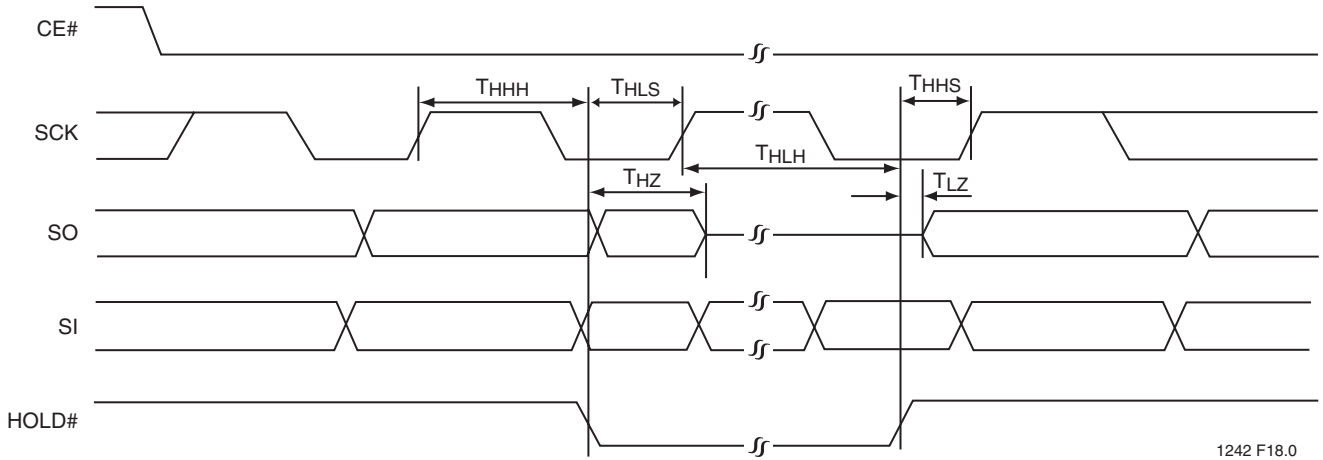 CE#
THHH
THLS
THHS
SCK
THLH
THZ
TLZ
SO
SI
HOLD#
1242 F18.0